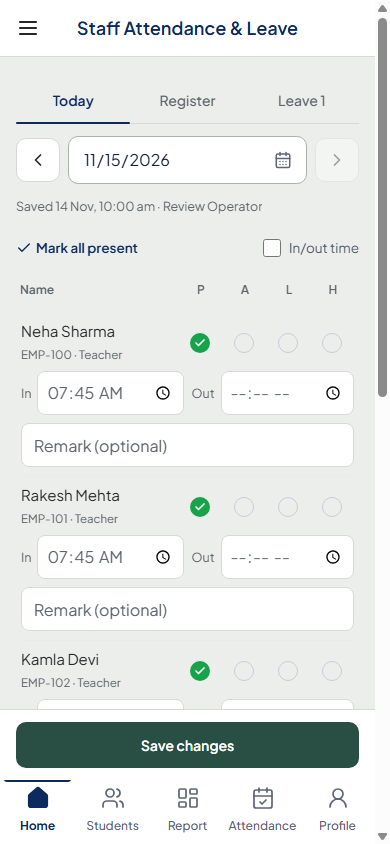 Staff Attendance & Leave
Today Register Leave 1
11/15/2026
Saved 14 Nov, 10:00 am · Review Operator
Mark all present In/out time
Name P A L H
Neha Sharma
EMP-100 · Teacher
In 07:45 AM Out --:-- --
Remark (optional)
Rakesh Mehta
EMP-101 · Teacher
In 07:45 AM Out --:-- --
Remark (optional)
Kamla Devi
EMP-102 · Teacher
Save changes
Home Students Report Attendance Profile